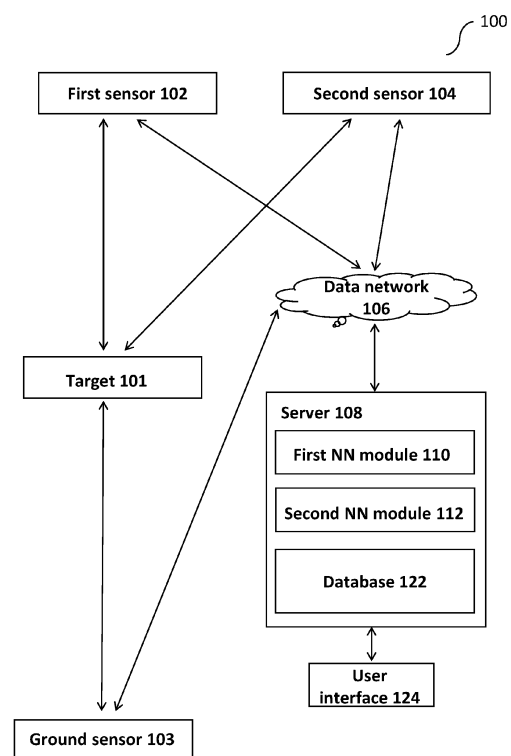 100
First sensor 102
Second sensor 104
Data network
106
Target 101
Server 108
First NN module 110
Second NN module 112
Database 122
User
interface 124
Ground sensor 103